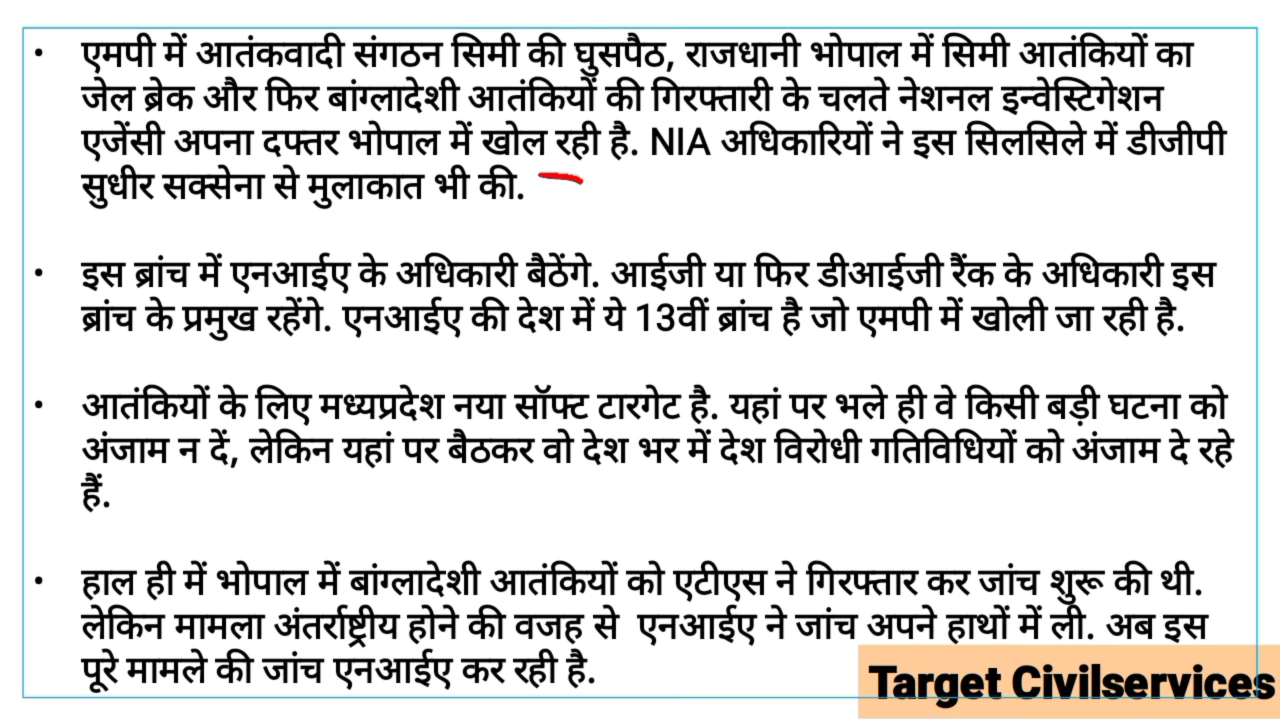 • एमपी में आतंकवादी संगठन सिमी की घुसपैठ, राजधानी भोपाल में सिमी आतंकियों का
जेल ब्रेक और फिर बांग्लादेशी आतंकियों की गिरफ्तारी के चलते नेशनल इन्वेस्टिगेशन
एजेंसी अपना दफ्तर भोपाल में खोल रही है. NIA अधिकारियों ने इस सिलसिले में डीजीपी
सुधीर सक्सेना से मुलाकात भी की.
• इस ब्रांच में एनआईए के अधिकारी बैठेंगे. आईजी या फिर डीआईजी रैंक के अधिकारी इस
ब्रांच के प्रमुख रहेंगे. एनआईए की देश में ये 13वीं ब्रांच है जो एमपी में खोली जा रही है.
• आतंकियों के लिए मध्यप्रदेश नया सॉफ्ट टारगेट है. यहां पर भले ही वे किसी बड़ी घटना को
अंजाम न दें, लेकिन यहां पर बैठकर वो देश भर में देश विरोधी गतिविधियों को अंजाम दे रहे
हैं.
• हाल ही में भोपाल में बांग्लादेशी आतंकियों को एटीएस ने गिरफ्तार कर जांच शुरू की थी.
लेकिन मामला अंतर्राष्ट्रीय होने की वजह से एनआईए ने जांच अपने हाथों में ली. अब इस
पूरे मामले की जांच एनआईए कर रही है.
Target Civilservices